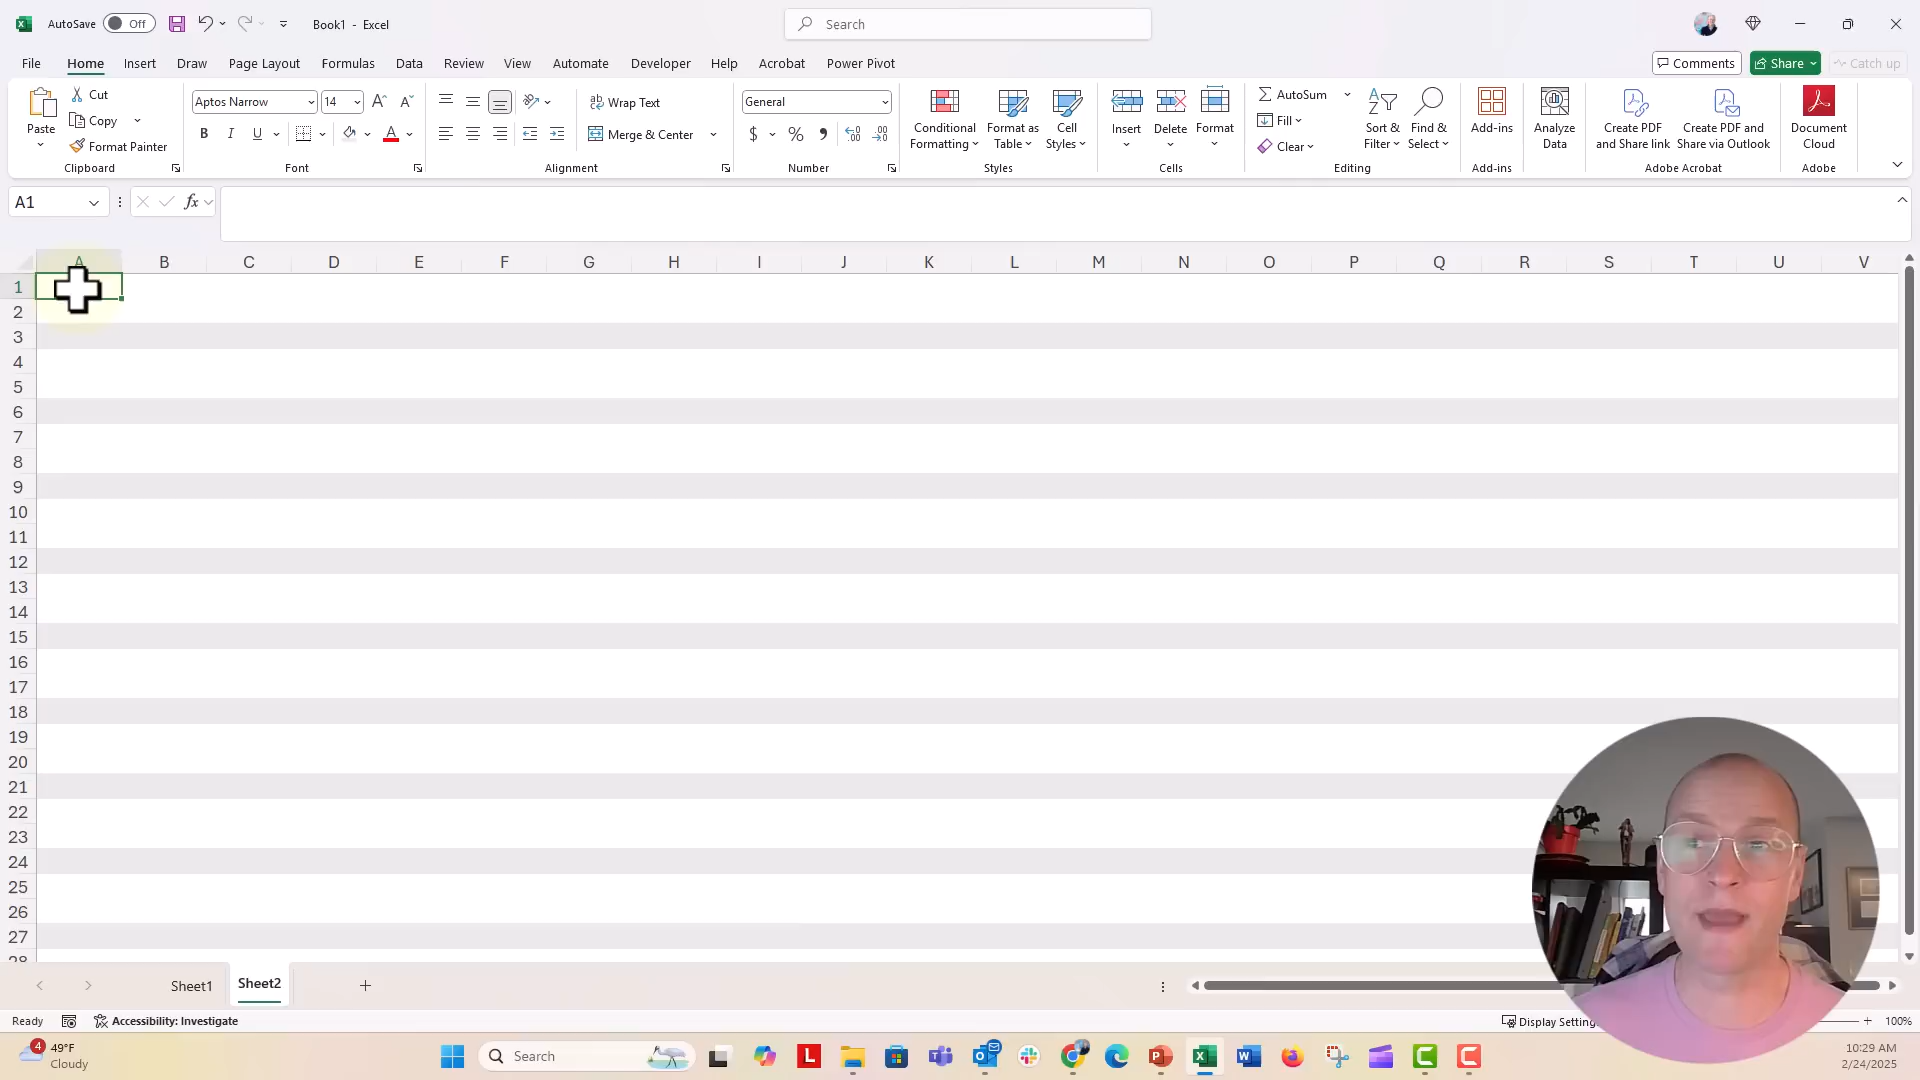 AutoSave Off Book1 - Excel Search
File Home Insert Draw Page Layout Formulas Data Review View Automate Developer Help Acrobat Power Pivot Comments Share Catch up
Paste Cut Copy Format Painter Clipboard
Aptos Narrow 14 A A B I U A Font
ab Wrap Text Merge & Center Alignment
General $ % , .00 Number
Conditional Formatting Format as Table Cell Styles Styles
Insert Delete Format Cells
AutoSum Fill Clear Sort & Filter Find & Select Editing
Add-ins Add-ins
Analyze Data
Create PDF and Share link Create PDF and Share via Outlook Adobe Acrobat
Document Cloud Adobe
A1 fx
A B C D E F G H I J K L M N O P Q R S T U V
1
2
3
4
5
6
7
8
9
10
11
12
13
14
15
16
17
18
19
20
21
22
23
24
25
26
27
28
Sheet1 Sheet2 +
Ready Accessibility: Investigate 100%
4 49°F Cloudy Search L 10:29 AM
2/24/2025